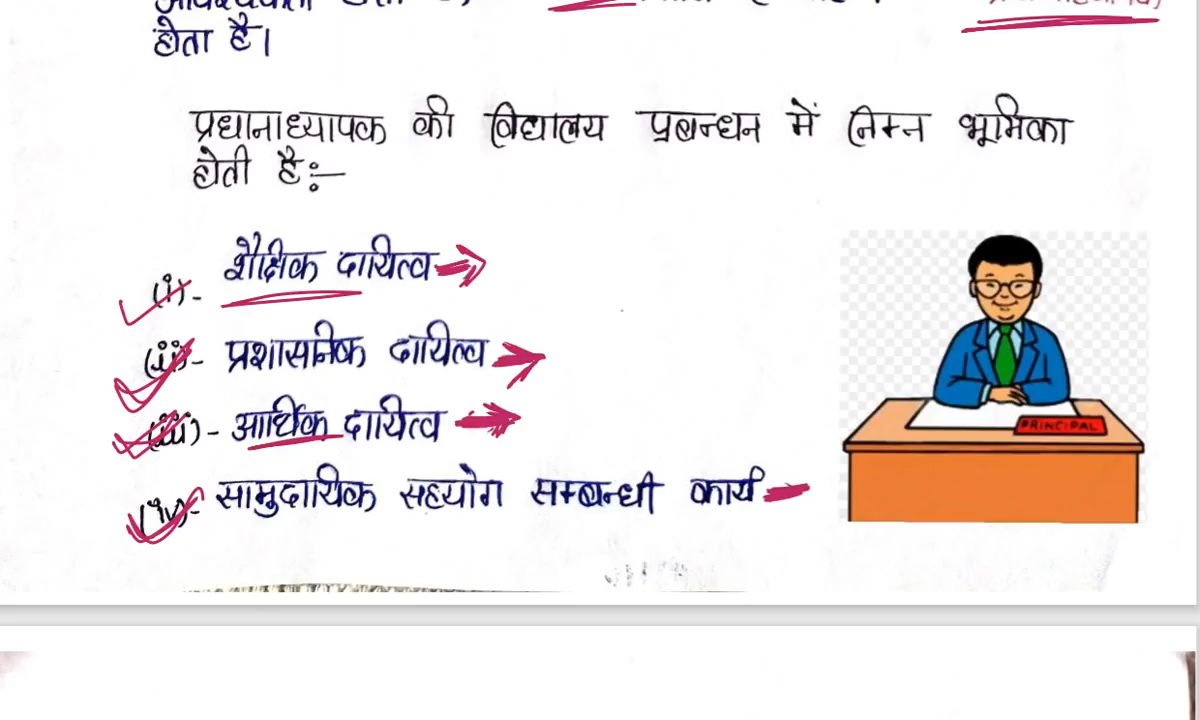 होता है।
प्रधानाध्यापक की विद्यालय प्रबन्धन में निम्न भूमिका
होती है:-
(i)- शैक्षिक दायित्व
(ii)- प्रशासनिक दायित्व
(iii)- आर्थिक दायित्व
(iv)- सामुदायिक सहयोग सम्बन्धी कार्य
PRINCIPAL